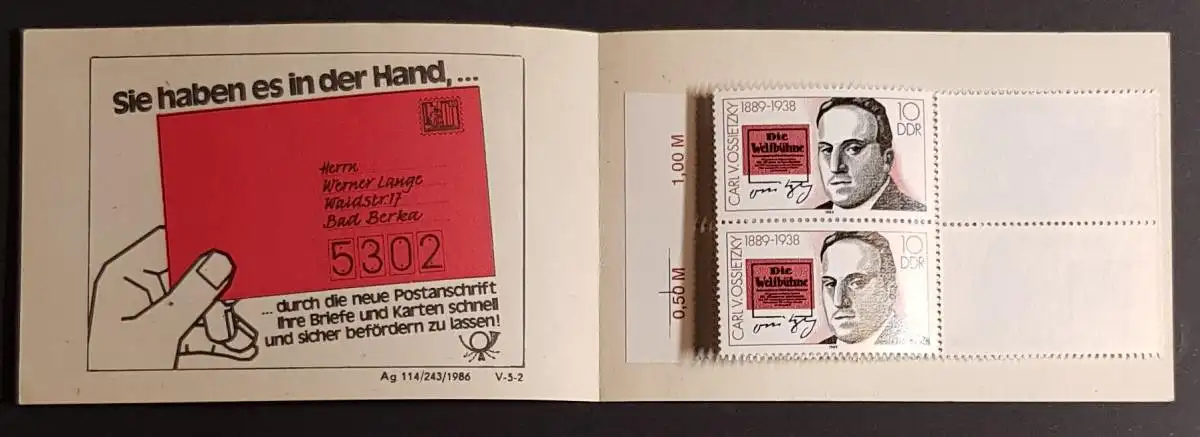 Sie haben es in der Hand, ...
Herrn
Werner Lange
Waldstr. 17
Bad Berka
5302
... durch die neue Postanschrift
Ihre Briefe und Karten schnell
und sicher befördern zu lassen!
Ag 114/243/1986 V-5-2
1,00 M
0,50 M
CARL V. OSSIETZKY
1889-1938
Die
Weltbühne
10
DDR
CARL V. OSSIETZKY
1889-1938
Die
Weltbühne
10
DDR